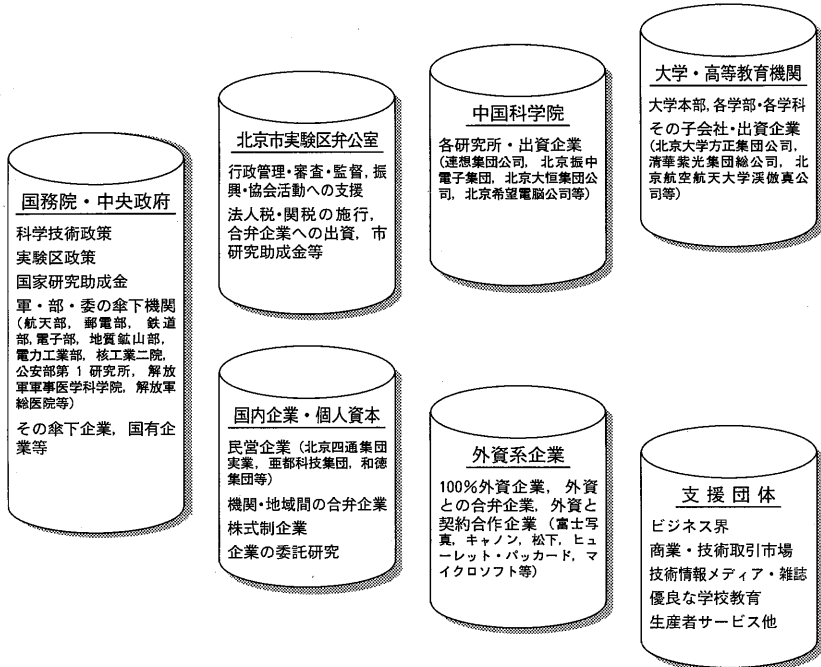 国務院・中央政府
科学技術政策
実験区政策
国家研究助成金
軍・部・委の傘下機関
(航天部, 郵電部, 鉄道
部, 電子部, 地質鉱山部,
電力工業部, 核工業二院,
公安部第 1 研究所, 解放
軍軍事医学科学院, 解放軍
総医院等)
その傘下企業, 国有企
業等
北京市実験区弁公室
行政管理・審査・監督, 振
興・協会活動への支援
法人税・関税の施行,
合弁企業への出資, 市
研究助成金等
中国科学院
各研究所・出資企業
(連想集団公司, 北京振中
電子集団, 北京大恒集団公
司, 北京希望電脳公司等)
大学・高等教育機関
大学本部, 各学部・各学科
その子会社・出資企業
(北京大学方正集団公司,
清華紫光集団総公司, 北
京航空航天大学渓倣真公
司等)
国内企業・個人資本
民営企業 (北京四通集団
実業, 亜都科技集団, 和徳
集団等)
機関・地域間の合弁企業
株式制企業
企業の委託研究
外資系企業
100%外資企業, 外資
との合弁企業, 外資と
契約合作企業 (富士写
真, キャノン, 松下, ヒュ
ーレット・パッカード, マ
イクロソフト等)
支援団体
ビジネス界
商業・技術取引市場
技術情報メディア・雑誌
優良な学校教育
生産者サービス他